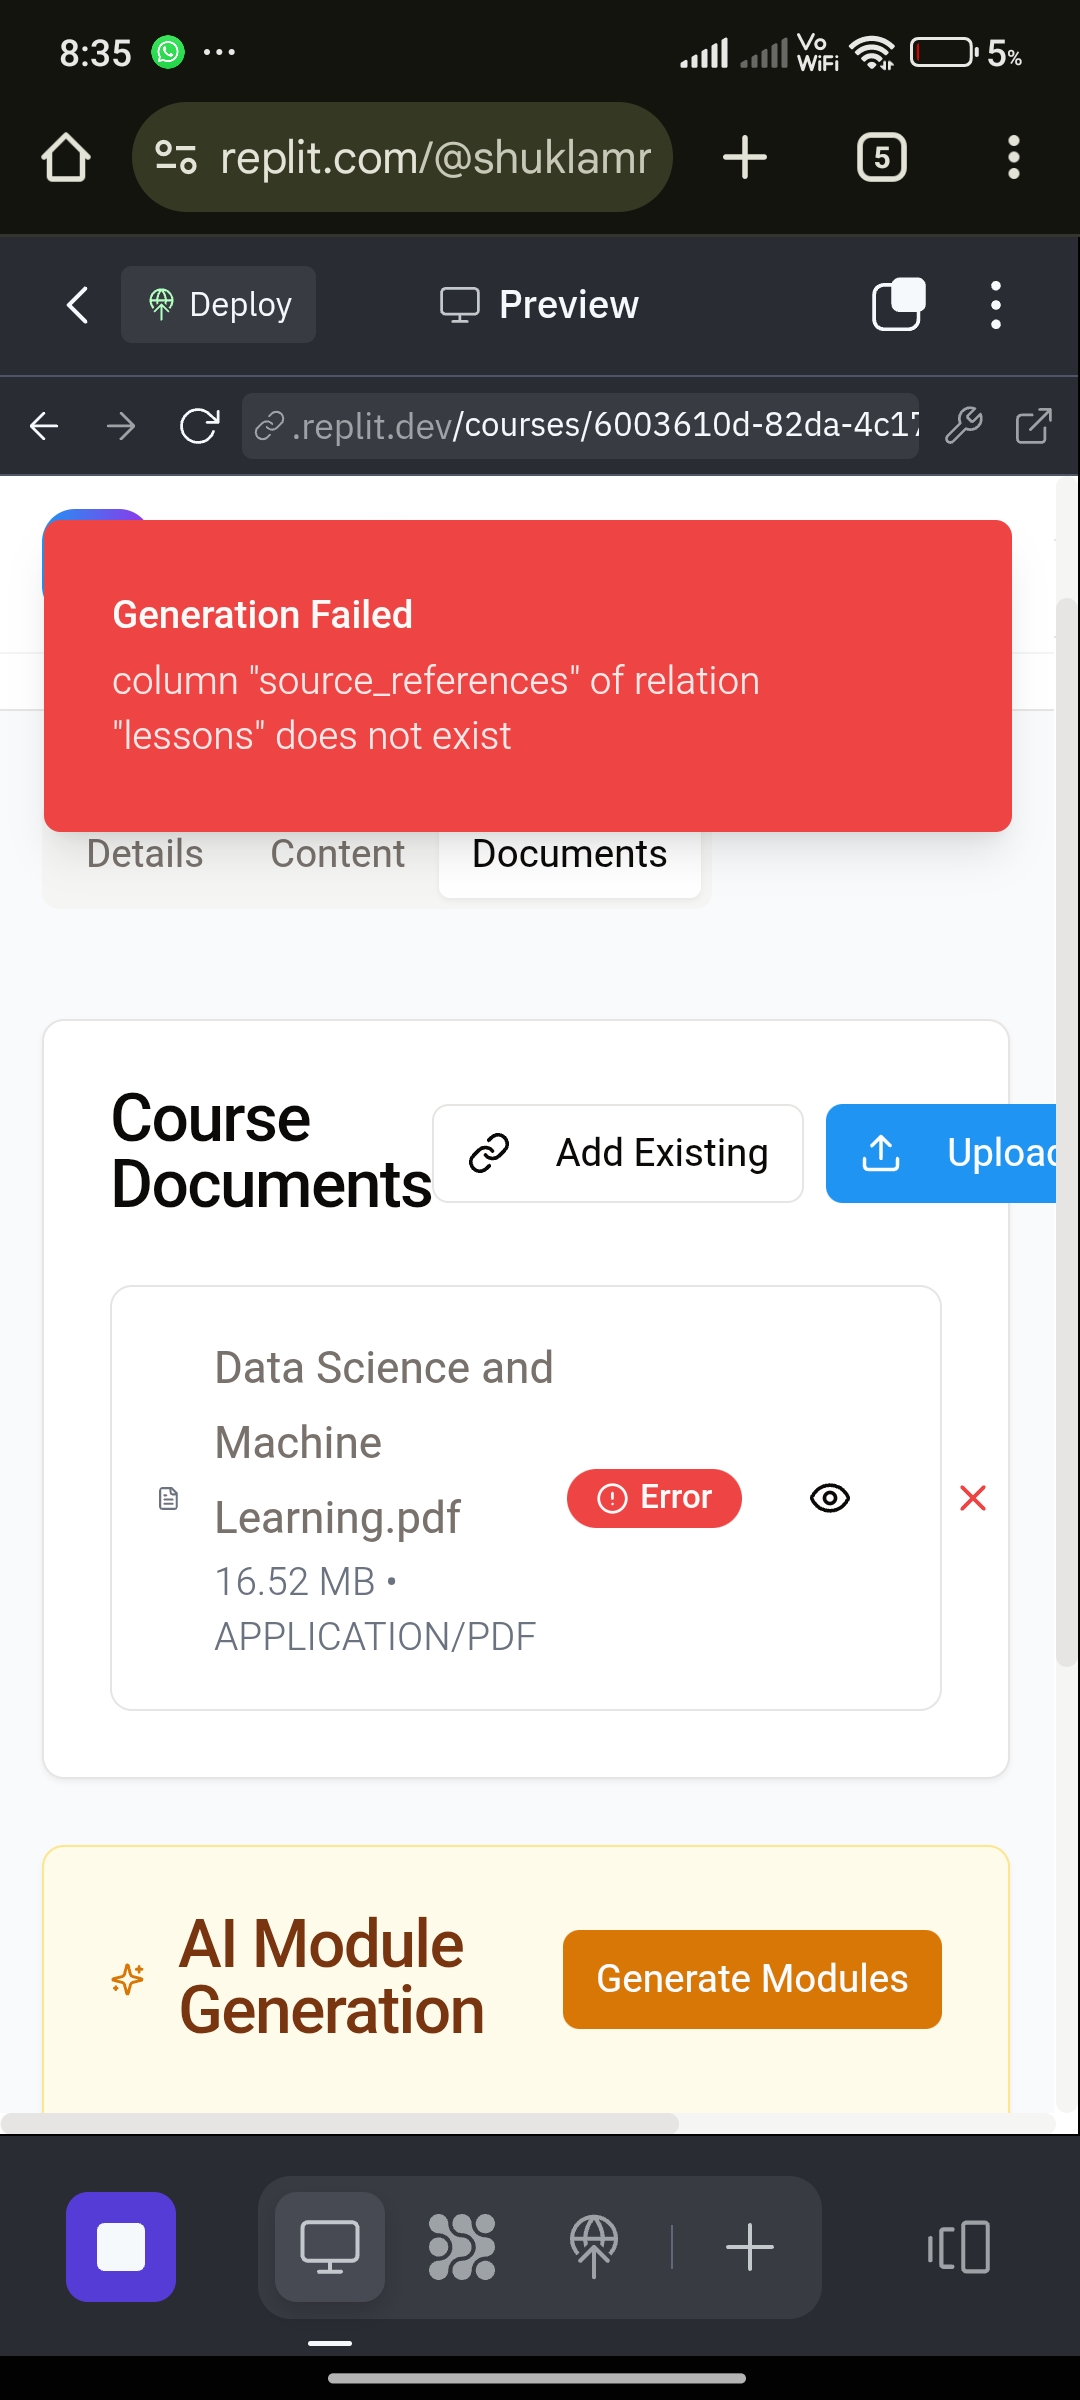 8:35
Vo
WiFi
5%
replit.com/@shuklamr
5
Deploy
Preview
.replit.dev/courses/6003610d-82da-4c17
Generation Failed
column "source_references" of relation
"lessons" does not exist
Details
Content
Documents
Course
Documents
Add Existing
Upload
Data Science and
Machine
Learning.pdf
16.52 MB •
APPLICATION/PDF
Error
AI Module
Generation
Generate Modules